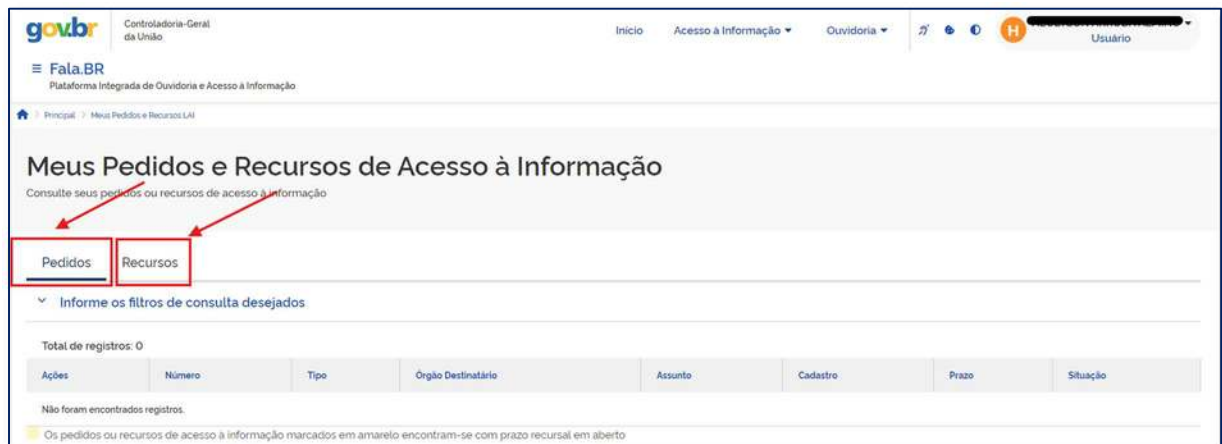 gov.br
Controladoria-Geral
da União
Início Acesso à Informação Ouvidoria
H
Usuário
Fala.BR
Plataforma Integrada de Ouvidoria e Acesso à Informação
Principal > Meus Pedidos e Recursos LAI
Meus Pedidos e Recursos de Acesso à Informação
Consulte seus pedidos ou recursos de acesso à informação
Pedidos Recursos
Informe os filtros de consulta desejados
Total de registros: 0
Ações Número Tipo Órgão Destinatário Assunto Cadastro Prazo Situação
Não foram encontrados registros.
Os pedidos ou recursos de acesso à informação marcados em amarelo encontram-se com prazo recursal em aberto